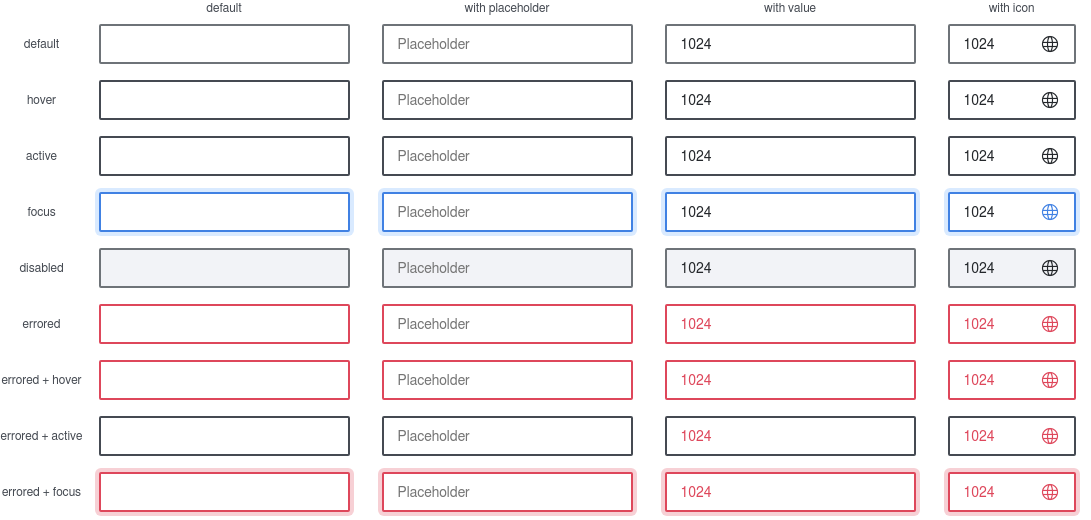 default with placeholder with value with icon
default Placeholder 1024 1024
hover Placeholder 1024 1024
active Placeholder 1024 1024
focus Placeholder 1024 1024
disabled Placeholder 1024 1024
errored Placeholder 1024 1024
errored + hover Placeholder 1024 1024
errored + active Placeholder 1024 1024
errored + focus Placeholder 1024 1024